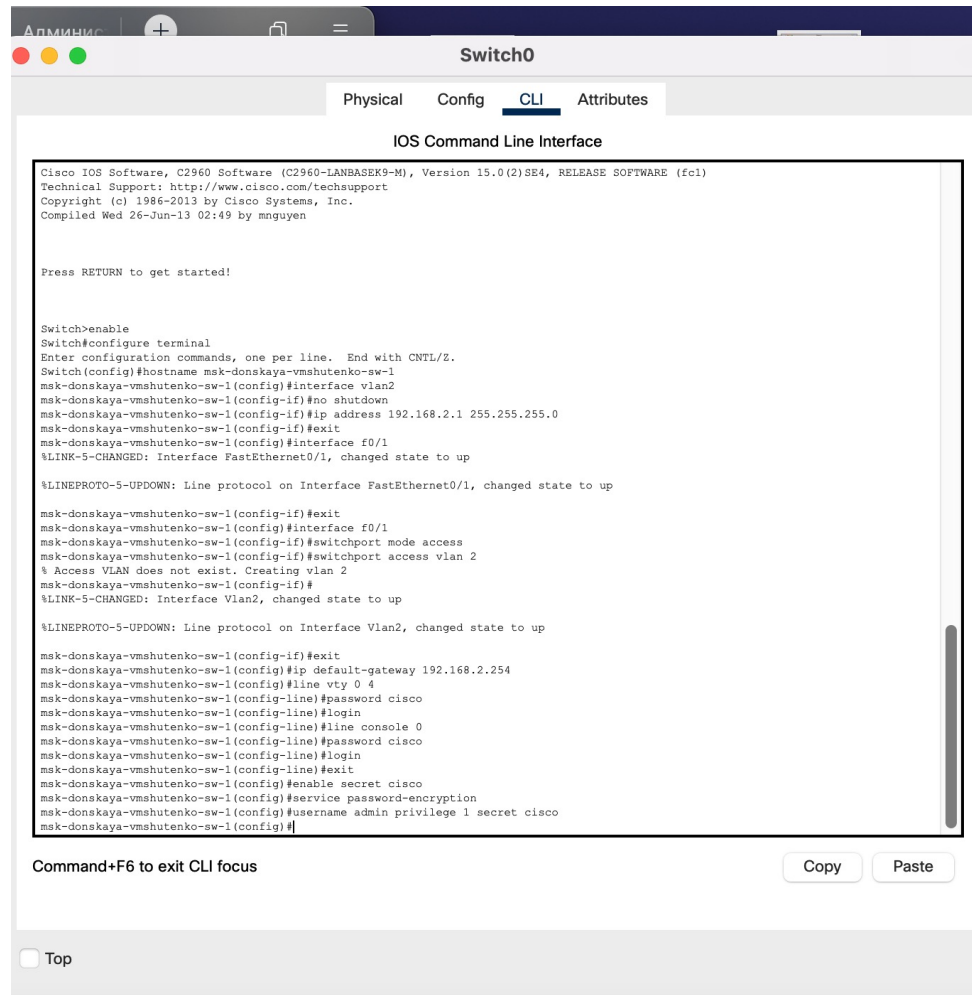 Админис
Switch0
Physical Config CLI Attributes
IOS Command Line Interface
Cisco IOS Software, C2960 Software (C2960-LANBASEK9-M), Version 15.0(2)SE4, RELEASE SOFTWARE (fc1)
Technical Support: http://www.cisco.com/techsupport
Copyright (c) 1986-2013 by Cisco Systems, Inc.
Compiled Wed 26-Jun-13 02:49 by mnguyen
Press RETURN to get started!
Switch>enable
Switch#configure terminal
Enter configuration commands, one per line.  End with CNTL/Z.
Switch(config)#hostname msk-donskaya-vmshutenko-sw-1
msk-donskaya-vmshutenko-sw-1(config)#interface vlan2
msk-donskaya-vmshutenko-sw-1(config-if)#no shutdown
msk-donskaya-vmshutenko-sw-1(config-if)#ip address 192.168.2.1 255.255.255.0
msk-donskaya-vmshutenko-sw-1(config-if)#exit
msk-donskaya-vmshutenko-sw-1(config)#interface f0/1
%LINK-5-CHANGED: Interface FastEthernet0/1, changed state to up
%LINEPROTO-5-UPDOWN: Line protocol on Interface FastEthernet0/1, changed state to up
msk-donskaya-vmshutenko-sw-1(config-if)#exit
msk-donskaya-vmshutenko-sw-1(config)#interface f0/1
msk-donskaya-vmshutenko-sw-1(config-if)#switchport mode access
msk-donskaya-vmshutenko-sw-1(config-if)#switchport access vlan 2
% Access VLAN does not exist. Creating vlan 2
msk-donskaya-vmshutenko-sw-1(config-if)#
%LINK-5-CHANGED: Interface Vlan2, changed state to up
%LINEPROTO-5-UPDOWN: Line protocol on Interface Vlan2, changed state to up
msk-donskaya-vmshutenko-sw-1(config-if)#exit
msk-donskaya-vmshutenko-sw-1(config)#ip default-gateway 192.168.2.254
msk-donskaya-vmshutenko-sw-1(config)#line vty 0 4
msk-donskaya-vmshutenko-sw-1(config-line)#password cisco
msk-donskaya-vmshutenko-sw-1(config-line)#login
msk-donskaya-vmshutenko-sw-1(config-line)#line console 0
msk-donskaya-vmshutenko-sw-1(config-line)#password cisco
msk-donskaya-vmshutenko-sw-1(config-line)#login
msk-donskaya-vmshutenko-sw-1(config-line)#exit
msk-donskaya-vmshutenko-sw-1(config)#enable secret cisco
msk-donskaya-vmshutenko-sw-1(config)#service password-encryption
msk-donskaya-vmshutenko-sw-1(config)#username admin privilege 1 secret cisco
msk-donskaya-vmshutenko-sw-1(config)#
Command+F6 to exit CLI focus
Copy Paste
Top